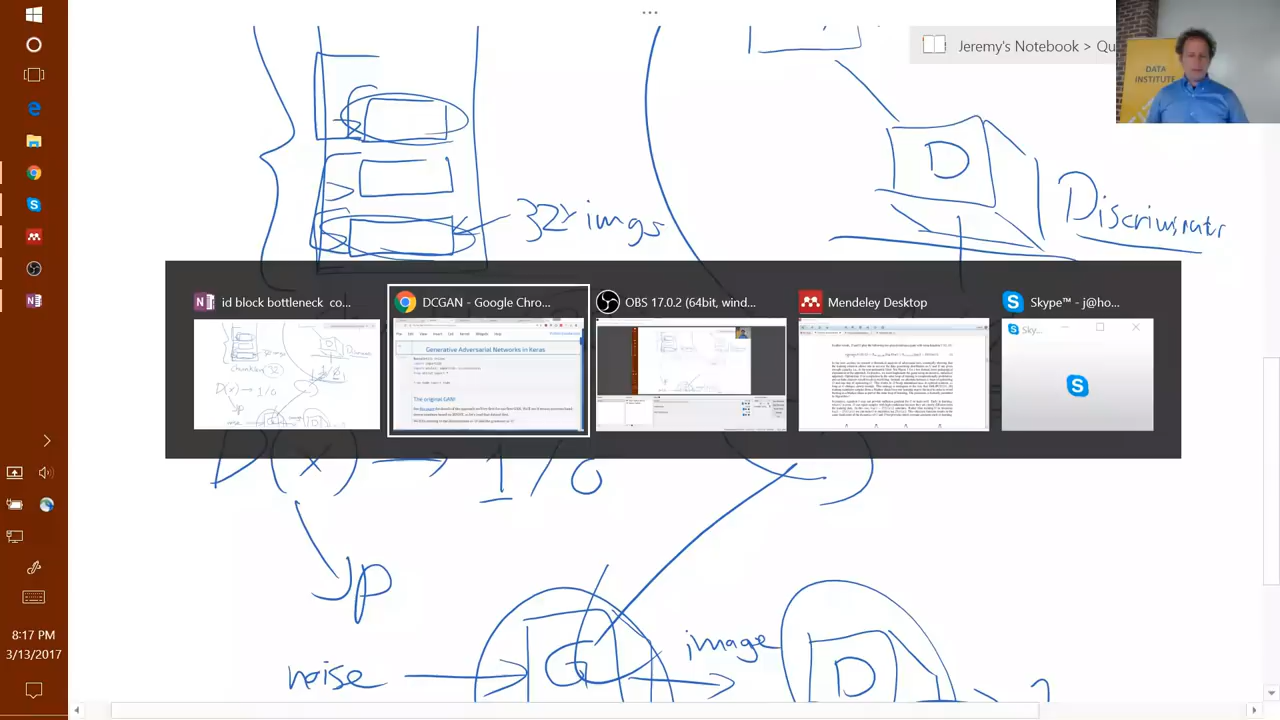 Jeremy's Notebook > Qu
DATA
INSTITUTE
D
32x imgs
id block bottleneck co...
DCGAN - Google Chro...
OBS 17.0.2 (64bit, wind...
Mendeley Desktop
Skype™ - j@ho...
Generative Adversarial Networks in Keras
The original GAN!
Sky...
D(x) → 1/0
noise
G
image
D
8:17 PM
3/13/2017